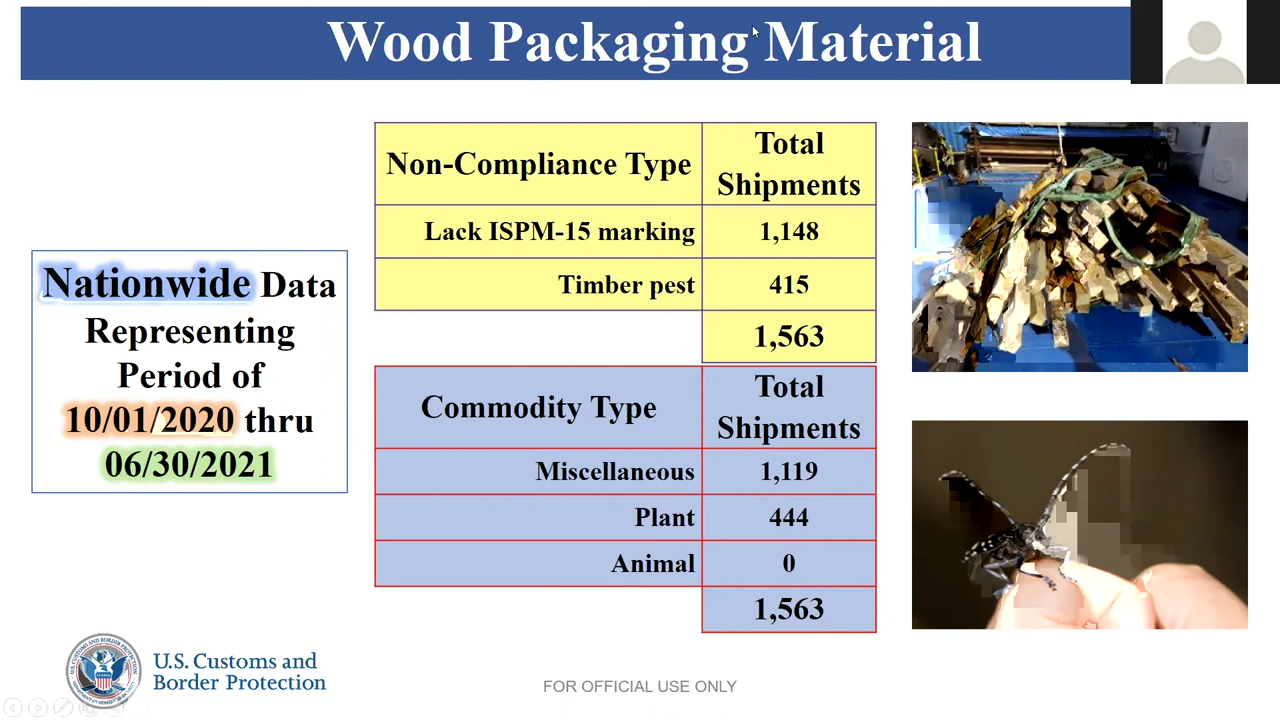 Wood Packaging Material
Nationwide Data
Representing
Period of
10/01/2020 thru
06/30/2021
Non-Compliance Type
Total
Shipments
Lack ISPM-15 marking
1,148
Timber pest
415
1,563
Commodity Type
Total
Shipments
Miscellaneous
1,119
Plant
444
Animal
0
1,563
U.S. Customs and
Border Protection
FOR OFFICIAL USE ONLY